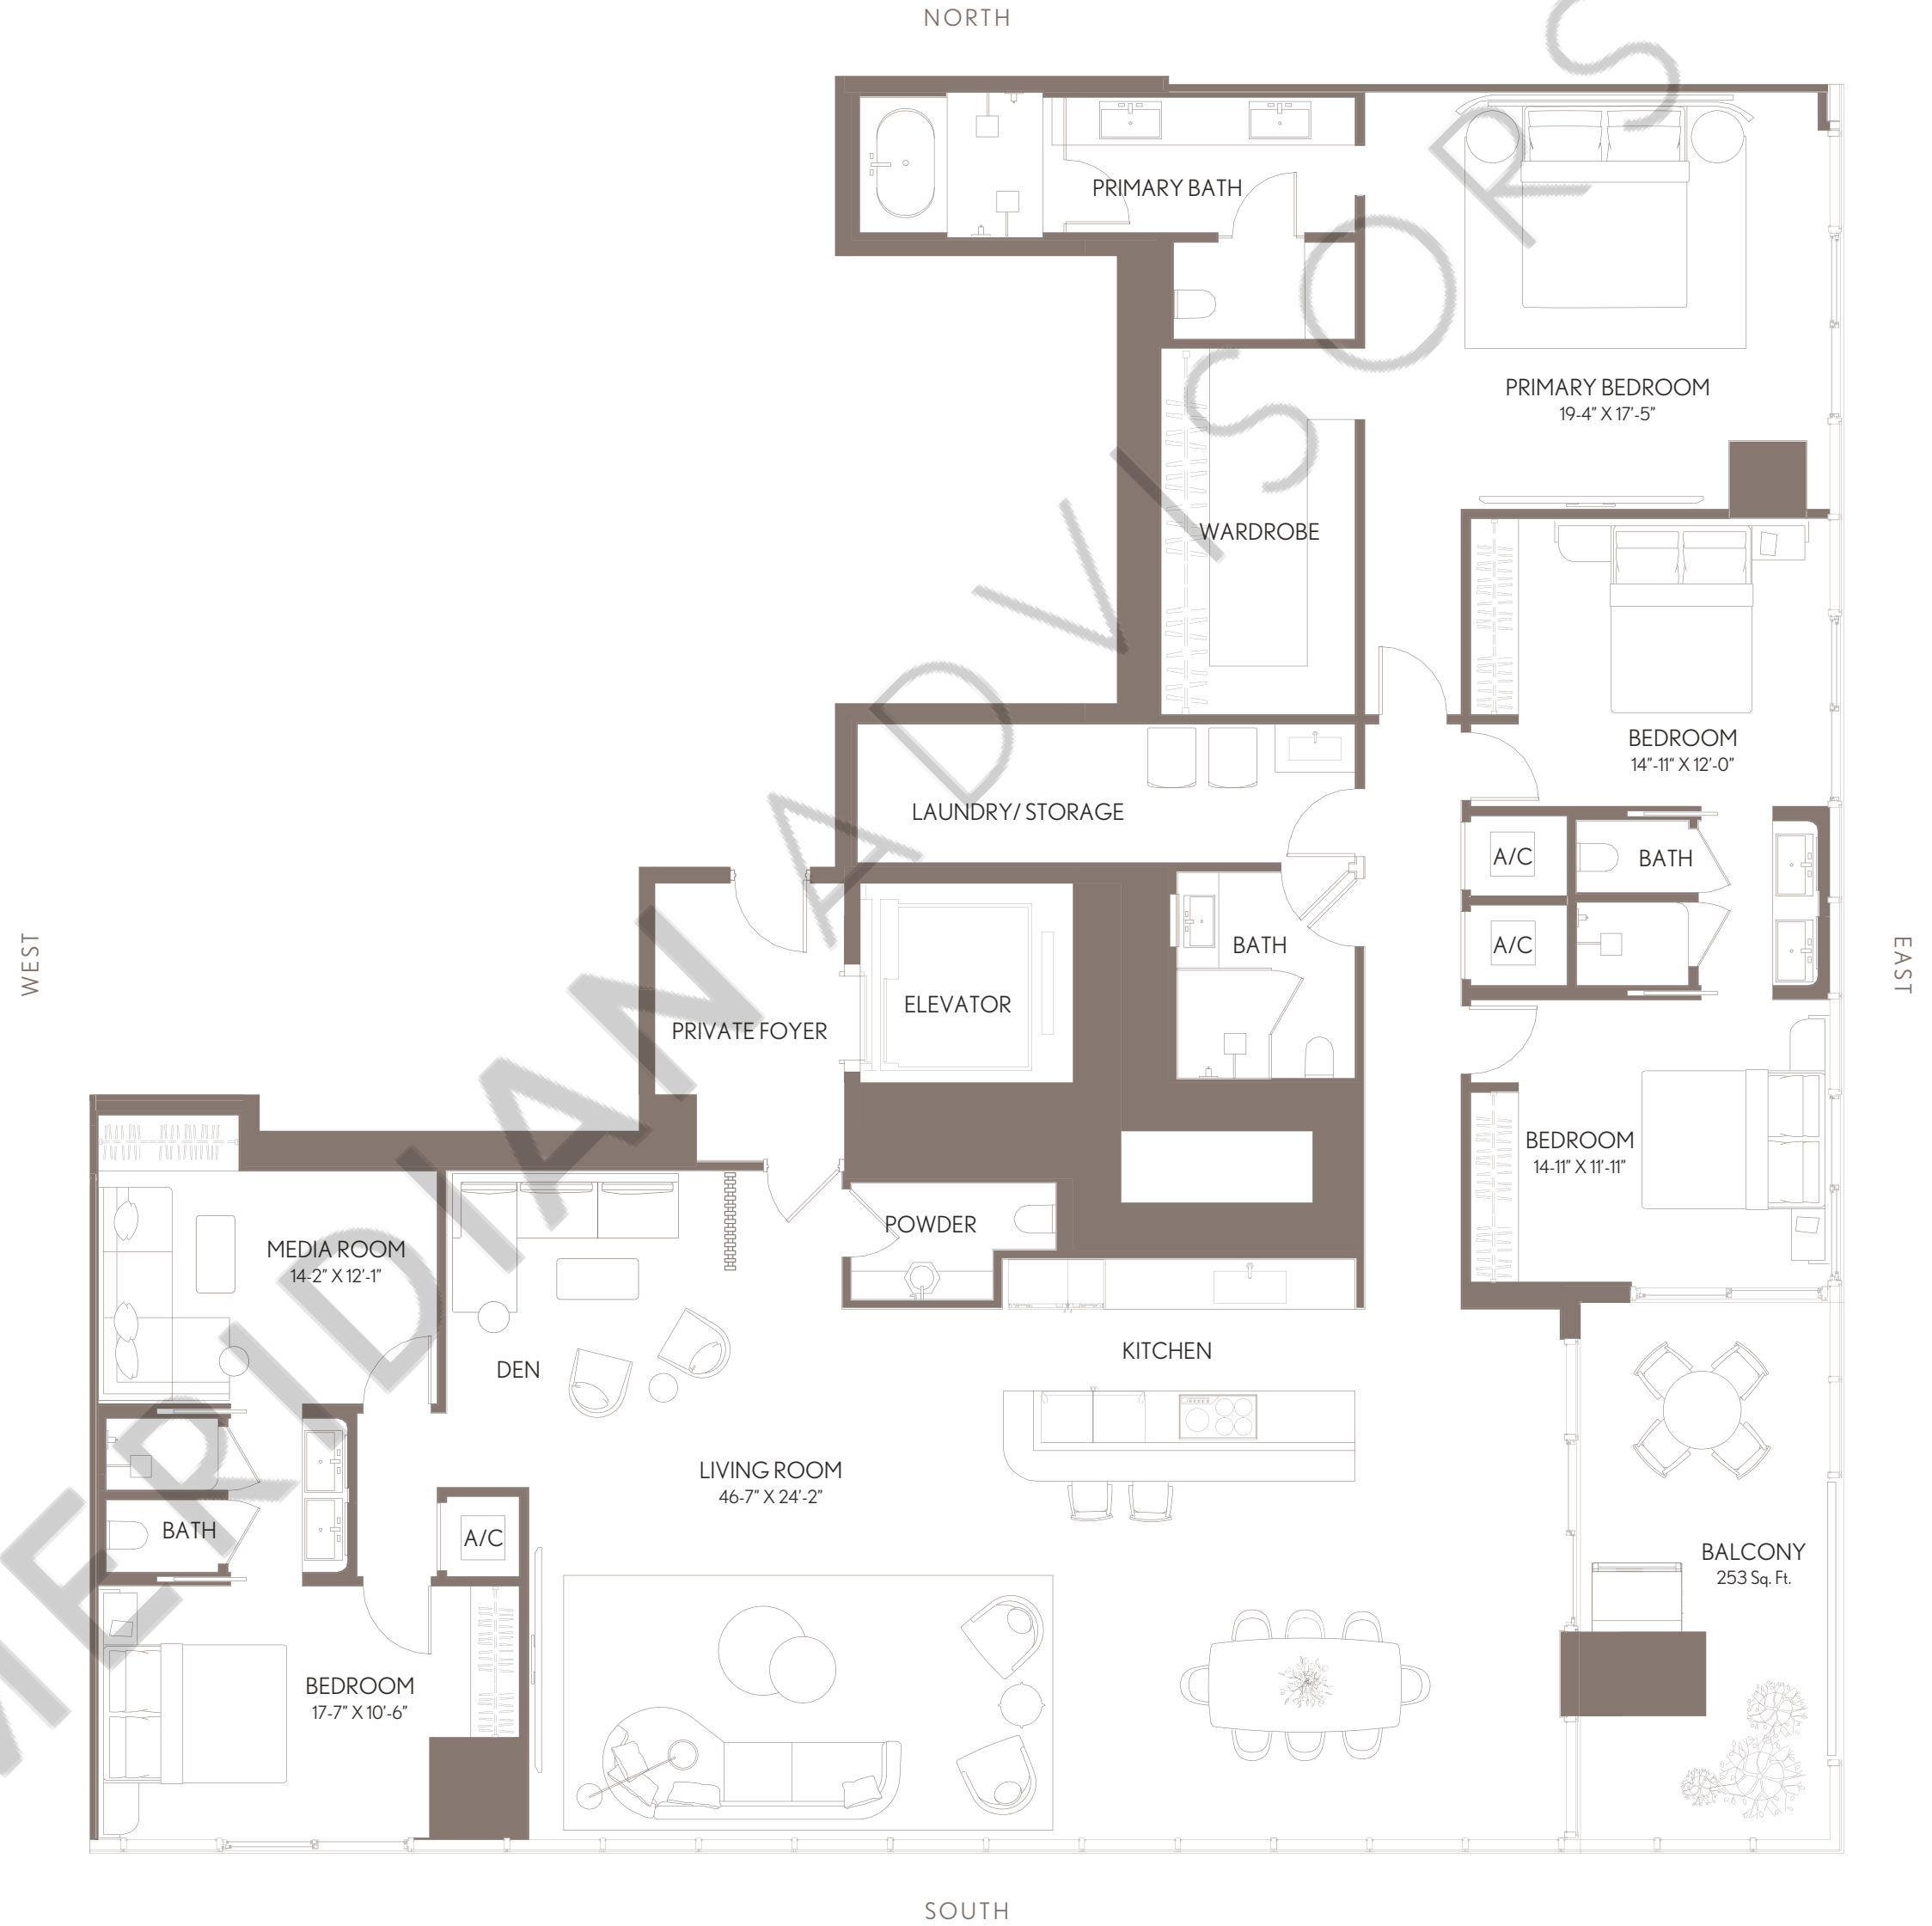 NORTH
PRIMARY BATH
PRIMARY BEDROOM
19-4" X 17'-5"
WARDROBE
BEDROOM
14"-11" X 12'-0"
LAUNDRY/ STORAGE
A/C
BATH
A/C
BATH
WEST
EAST
ELEVATOR
PRIVATE FOYER
BEDROOM
14-11" X 11'-11"
POWDER
MEDIA ROOM
14-2" X 12'-1"
KITCHEN
DEN
LIVING ROOM
46-7" X 24'-2"
A/C
BATH
BALCONY
253 Sq. Ft.
BEDROOM
17-7" X 10'-6"
SOUTH
MERIDIAN ADVISORS